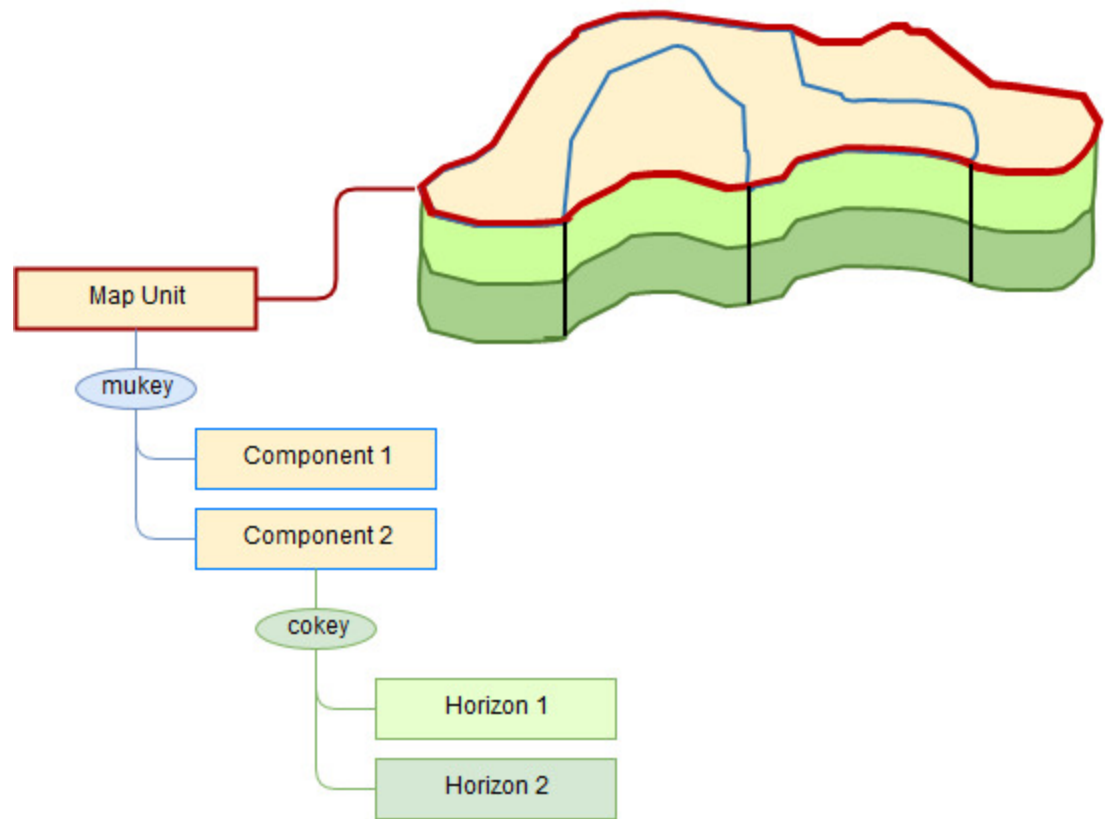 Map Unit
mukey
Component 1
Component 2
cokey
Horizon 1
Horizon 2